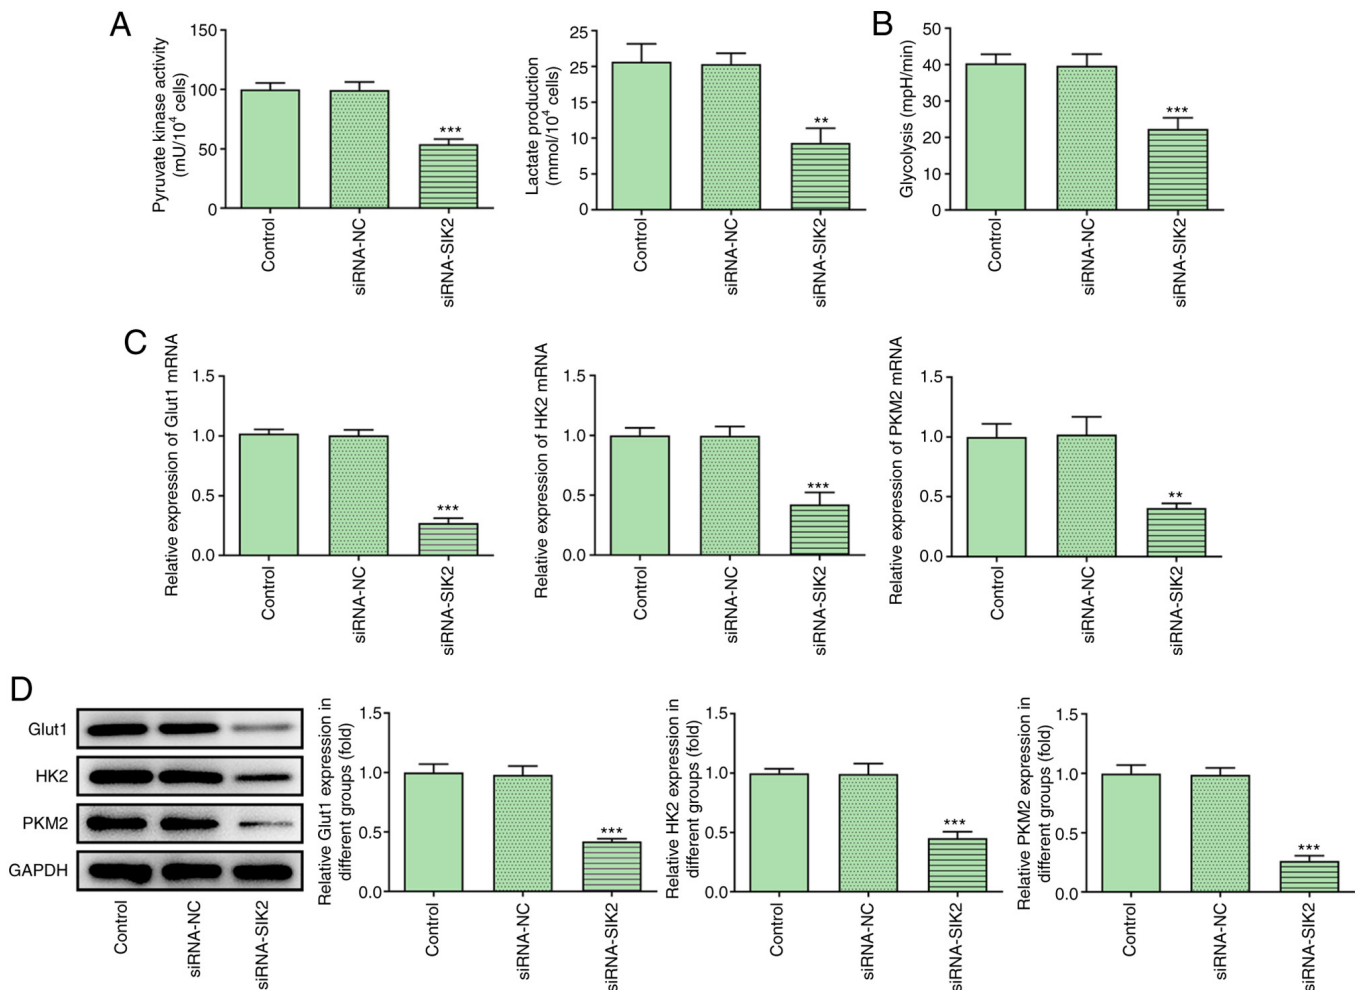 A
Pyruvate kinase activity
(mU/10⁴ cells)
150
100
50
0
***
Control
siRNA-NC
siRNA-SIK2
Lactate production
(mmol/10⁴ cells)
25
25
15
10
5
0
**
Control
siRNA-NC
siRNA-SIK2
B
Glycolysis (mpH/min)
50
40
30
20
10
0
***
Control
siRNA-NC
siRNA-SIK2
C
Relative expression of Glut1 mRNA
1.5
1.0
0.5
0.0
***
Control
siRNA-NC
siRNA-SIK2
Relative expression of HK2 mRNA
1.5
1.0
0.5
0.0
***
Control
siRNA-NC
siRNA-SIK2
Relative expression of PKM2 mRNA
1.5
1.0
0.5
0.0
**
Control
siRNA-NC
siRNA-SIK2
D
Glut1
HK2
PKM2
GAPDH
Control
siRNA-NC
siRNA-SIK2
Relative Glut1 expression in
different groups (fold)
1.5
1.0
0.5
0.0
***
Control
siRNA-NC
siRNA-SIK2
Relative HK2 expression in
different groups (fold)
1.5
1.0
0.5
0.0
***
Control
siRNA-NC
siRNA-SIK2
Relative PKM2 expression in
different groups (fold)
1.5
1.0
0.5
0.0
***
Control
siRNA-NC
siRNA-SIK2